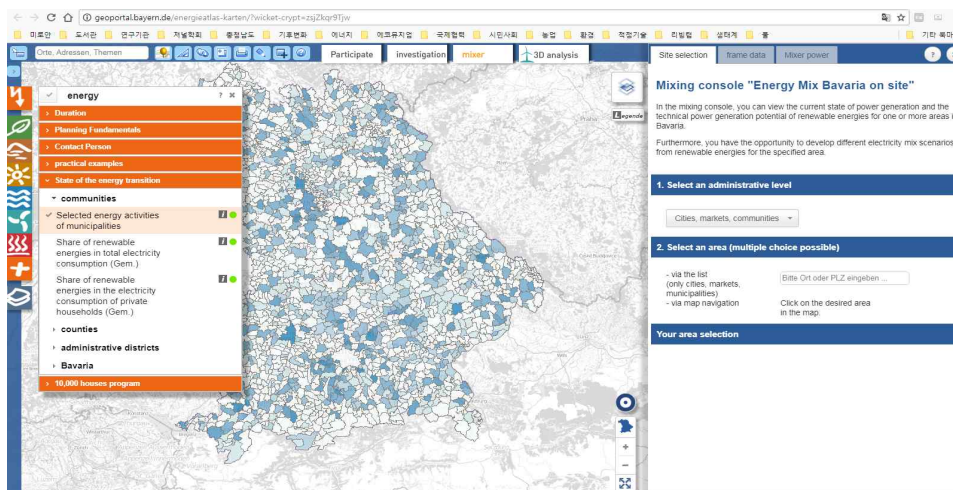 geoportal.bayern.de/energieatlas-karten/?wicket-crypt=zsjZkqr9Tjw
미로안 도서관 연구기관 저널학회 충청남도 기후변화 에너지 에코뮤지엄 국제협력 시민사회 농업 환경 적정기술 리빙랩 생태계 물 기타 북마
Orte, Adressen, Themen
Participate investigation mixer 3D analysis
Site selection frame data Mixer power ?
energy ? ×
Duration
Planning Fundamentals
Contact Person
practical examples
State of the energy transition
communities
Selected energy activities
of municipalities
Share of renewable
energies in total electricity
consumption (Gem.)
Share of renewable
energies in the electricity
consumption of private
households (Gem.)
counties
administrative districts
Bavaria
10,000 houses program
Legende
Mixing console "Energy Mix Bavaria on site"
In the mixing console, you can view the current state of power generation and the
technical power generation potential of renewable energies for one or more areas i
Bavaria.
Furthermore, you have the opportunity to develop different electricity mix scenarios
from renewable energies for the specified area.
1. Select an administrative level
Cities, markets, communities
2. Select an area (multiple choice possible)
- via the list
(only cities, markets,
municipalities)
Bitte Ort oder PLZ eingeben ...
- via map navigation
Click on the desired area
in the map.
Your area selection
+
−